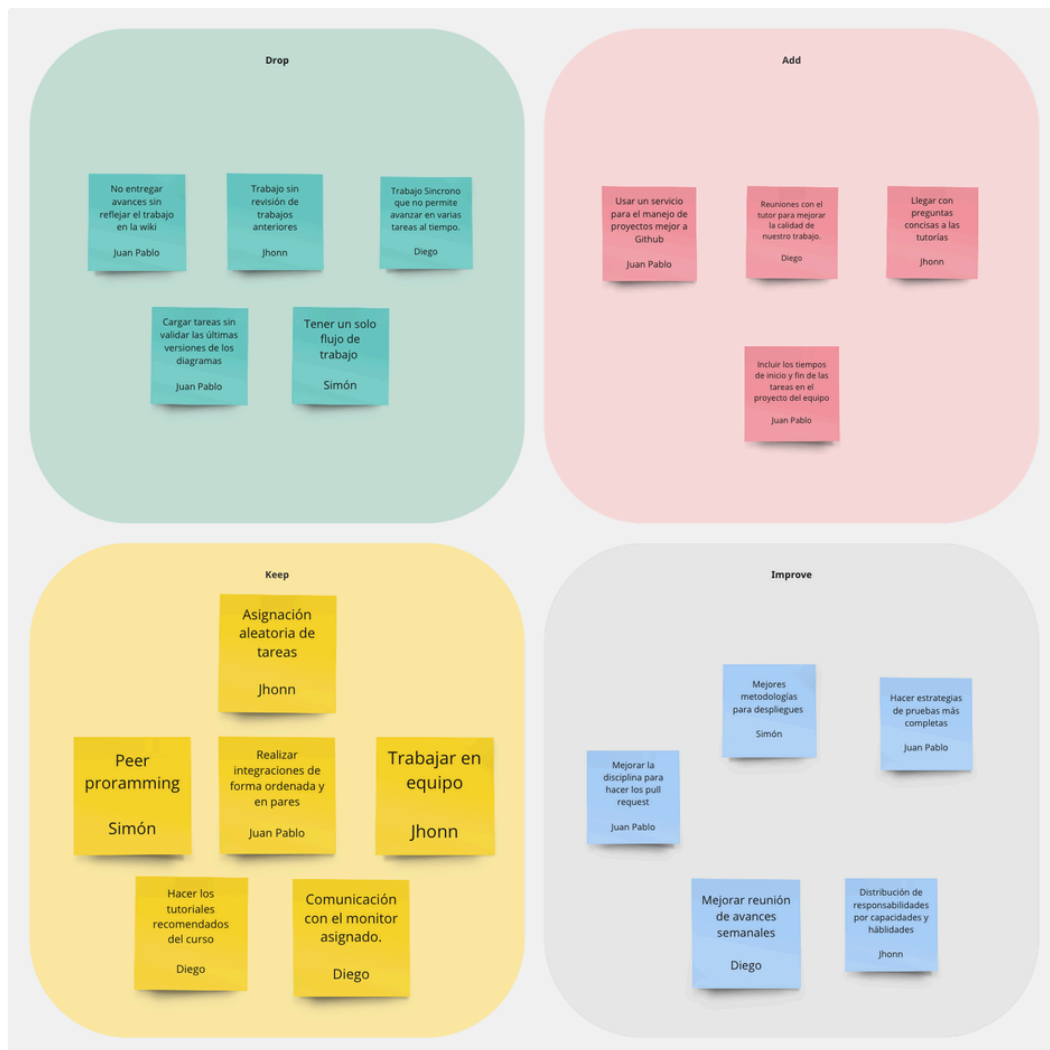 Drop
No entregar
avances sin
reflejar el trabajo
en la wiki
Juan Pablo
Trabajo sin
revisión de
trabajos
anteriores
Jhonn
Trabajo Sincrono
que no permite
avanzar en varias
tareas al tiempo.
Diego
Cargar tareas sin
validar las últimas
versiones de los
diagramas
Juan Pablo
Tener un solo
flujo de
trabajo
Simón
Add
Usar un servicio
para el manejo de
proyectos mejor a
Github
Juan Pablo
Reuniones con el
tutor para mejorar
la calidad de
nuestro trabajo.
Diego
Llegar con
preguntas
concisas a las
tutorías
Jhonn
Incluir los tiempos
de inicio y fin de las
tareas en el
proyecto del equipo
Juan Pablo
Keep
Asignación
aleatoria de
tareas
Jhonn
Peer
proramming
Simón
Realizar
integraciones de
forma ordenada y
en pares
Juan Pablo
Trabajar en
equipo
Jhonn
Hacer los
tutoriales
recomendados
del curso
Diego
Comunicación
con el monitor
asignado.
Diego
Improve
Mejores
metodologías
para despliegues
Simón
Hacer estrategias
de pruebas más
completas
Juan Pablo
Mejorar la
disciplina para
hacer los pull
request
Juan Pablo
Mejorar reunión
de avances
semanales
Diego
Distribución de
responsabilidades
por capacidades y
háblidades
Jhonn